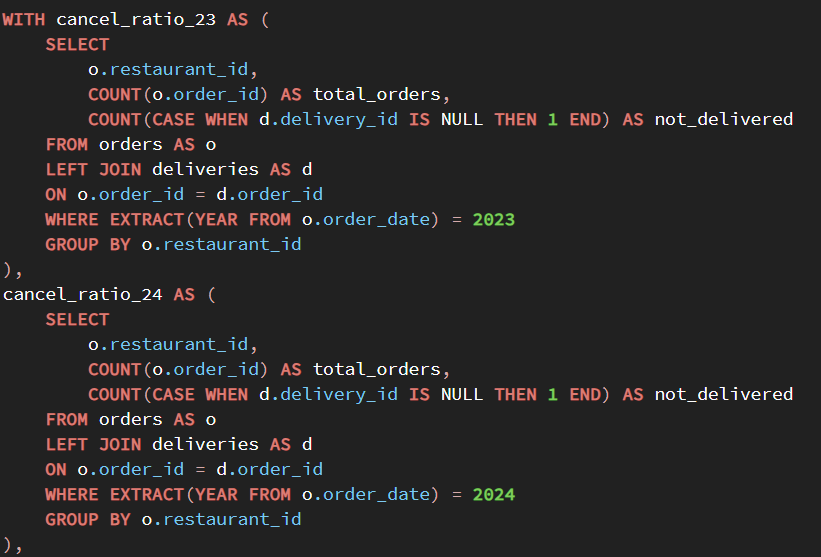 WITH cancel_ratio_23 AS (
    SELECT
        o.restaurant_id,
        COUNT(o.order_id) AS total_orders,
        COUNT(CASE WHEN d.delivery_id IS NULL THEN 1 END) AS not_delivered
    FROM orders AS o
    LEFT JOIN deliveries AS d
    ON o.order_id = d.order_id
    WHERE EXTRACT(YEAR FROM o.order_date) = 2023
    GROUP BY o.restaurant_id
),
cancel_ratio_24 AS (
    SELECT
        o.restaurant_id,
        COUNT(o.order_id) AS total_orders,
        COUNT(CASE WHEN d.delivery_id IS NULL THEN 1 END) AS not_delivered
    FROM orders AS o
    LEFT JOIN deliveries AS d
    ON o.order_id = d.order_id
    WHERE EXTRACT(YEAR FROM o.order_date) = 2024
    GROUP BY o.restaurant_id
),